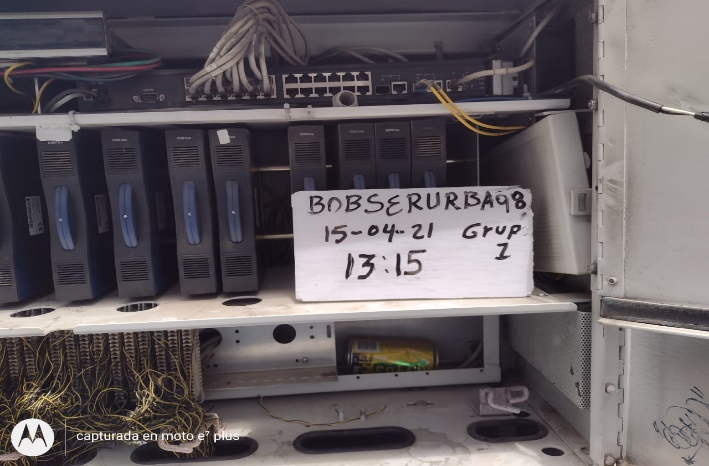 BOBSERURBA98
15-04-21 Grup
1
13:15
capturada en moto e⁷ plus